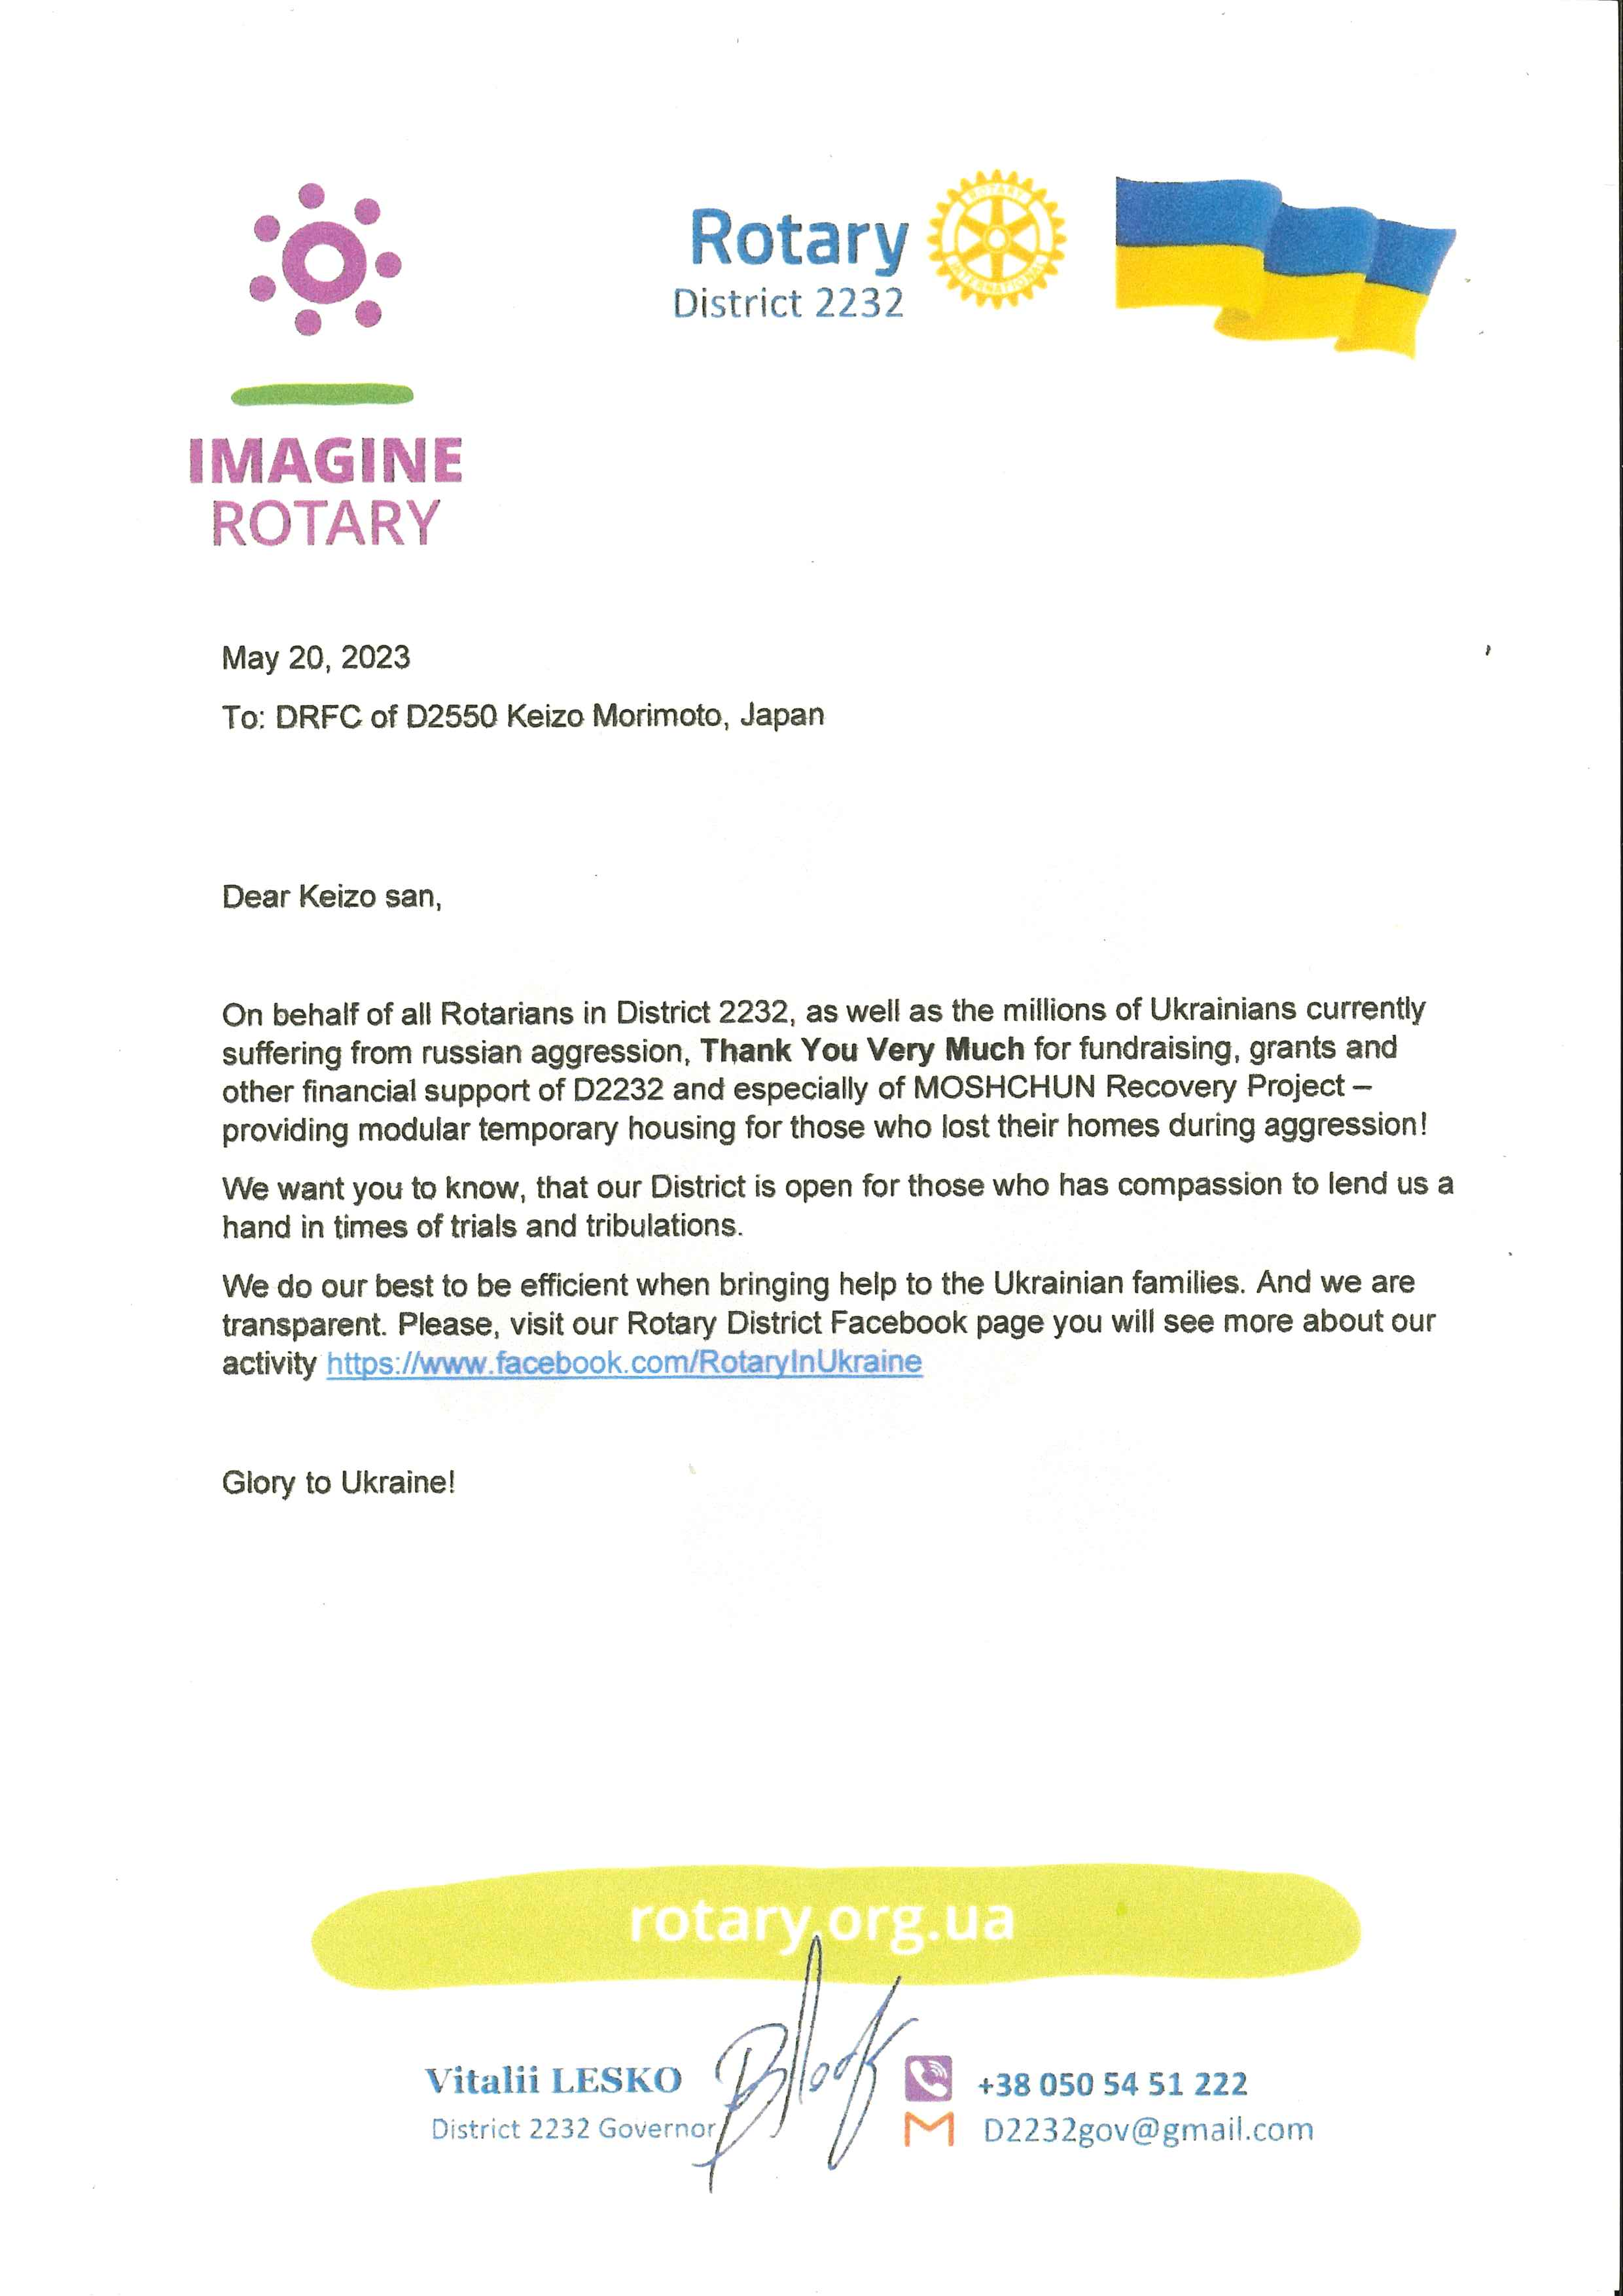 Rotary
District 2232
ROTARY
INTERNATIONAL
IMAGINE
ROTARY
May 20, 2023
To: DRFC of D2550 Keizo Morimoto, Japan
Dear Keizo san,
On behalf of all Rotarians in District 2232, as well as the millions of Ukrainians currently
suffering from russian aggression, Thank You Very Much for fundraising, grants and
other financial support of D2232 and especially of MOSHCHUN Recovery Project –
providing modular temporary housing for those who lost their homes during aggression!
We want you to know, that our District is open for those who has compassion to lend us a
hand in times of trials and tribulations.
We do our best to be efficient when bringing help to the Ukrainian families. And we are
transparent. Please, visit our Rotary District Facebook page you will see more about our
activity https://www.facebook.com/RotaryInUkraine
Glory to Ukraine!
rotary.org.ua
Vitalii LESKO
District 2232 Governor
+38 050 54 51 222
D2232gov@gmail.com